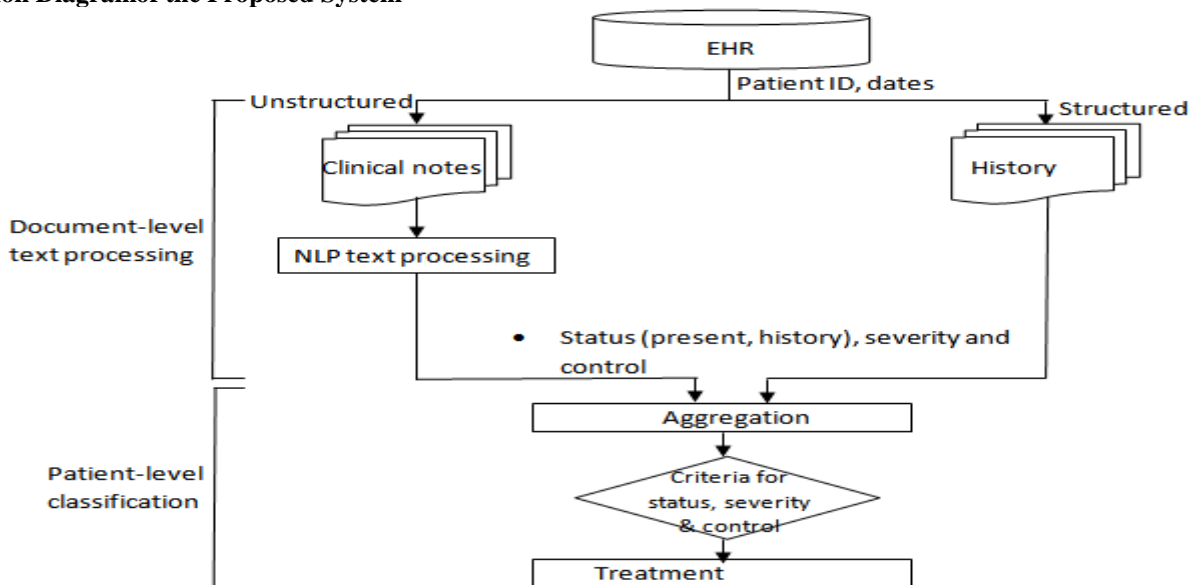 on Diagramof the Proposed System
EHR
Patient ID, dates
Unstructured
Structured
Clinical notes
History
Document-level
text processing
NLP text processing
• Status (present, history), severity and
control
Aggregation
Patient-level
classification
Criteria for
status, severity
& control
Treatment